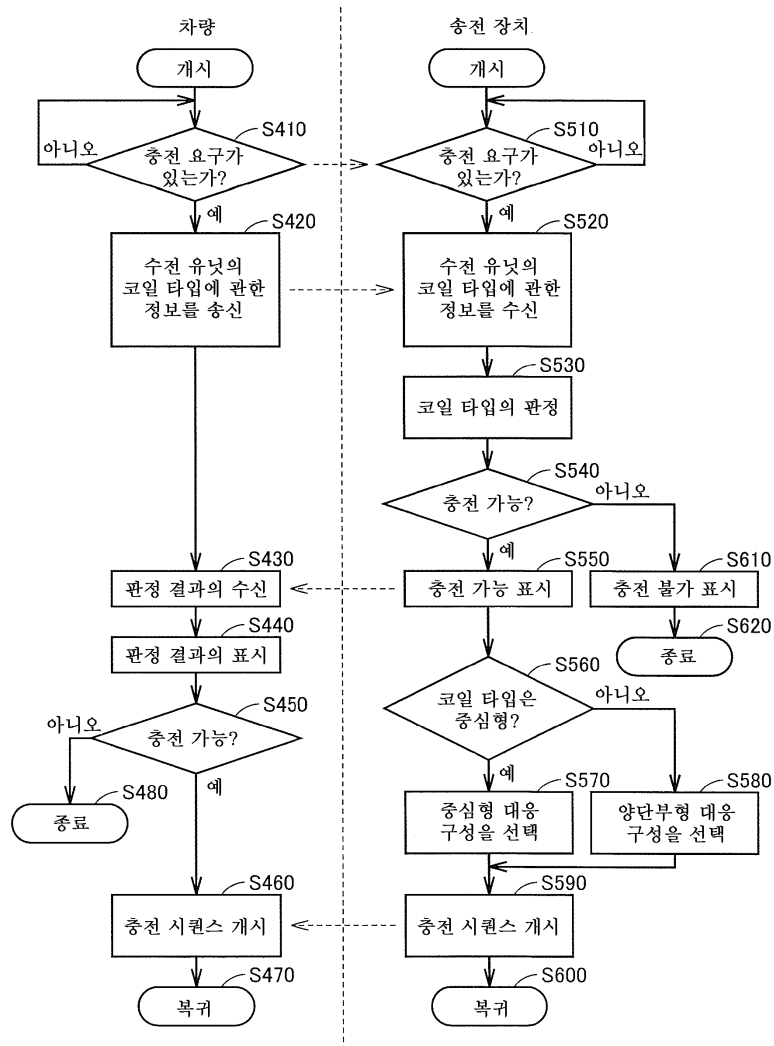 차량
개시
S410
아니오
충전 요구가
있는가?
예
S420
수전 유닛의
코일 타입에 관한
정보를 송신
S430
판정 결과의 수신
S440
판정 결과의 표시
S450
아니오
충전 가능?
예
S480
종료
S460
충전 시퀀스 개시
S470
복귀
송전 장치
개시
S510
충전 요구가
있는가?
아니오
예
S520
수전 유닛의
코일 타입에 관한
정보를 수신
S530
코일 타입의 판정
S540
충전 가능?
아니오
예
S550
충전 가능 표시
S610
충전 불가 표시
S620
종료
S560
코일 타입은
중심형?
아니오
예
S570
중심형 대응
구성을 선택
S580
양단부형 대응
구성을 선택
S590
충전 시퀀스 개시
S600
복귀